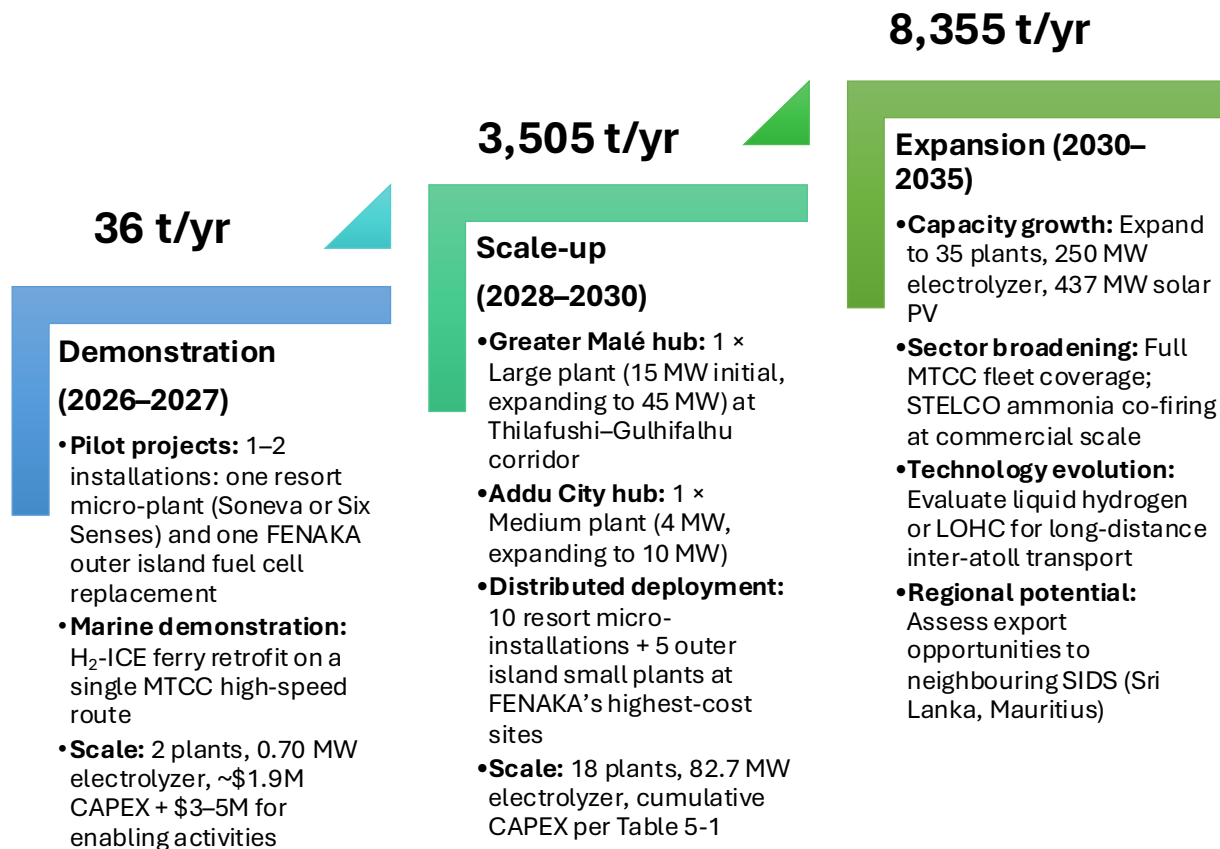 36 t/yr
Demonstration
(2026–2027)
•Pilot projects: 1–2
installations: one resort
micro-plant (Soneva or Six
Senses) and one FENAKA
outer island fuel cell
replacement
•Marine demonstration:
H₂-ICE ferry retrofit on a
single MTCC high-speed
route
•Scale: 2 plants, 0.70 MW
electrolyzer, ~$1.9M
CAPEX + $3–5M for
enabling activities
3,505 t/yr
Scale-up
(2028–2030)
•Greater Malé hub: 1 ×
Large plant (15 MW initial,
expanding to 45 MW) at
Thilafushi–Gulhifalhu
corridor
•Addu City hub: 1 ×
Medium plant (4 MW,
expanding to 10 MW)
•Distributed deployment:
10 resort micro-
installations + 5 outer
island small plants at
FENAKA’s highest-cost
sites
•Scale: 18 plants, 82.7 MW
electrolyzer, cumulative
CAPEX per Table 5-1
8,355 t/yr
Expansion (2030–
2035)
•Capacity growth: Expand
to 35 plants, 250 MW
electrolyzer, 437 MW solar
PV
•Sector broadening: Full
MTCC fleet coverage;
STELCO ammonia co-firing
at commercial scale
•Technology evolution:
Evaluate liquid hydrogen
or LOHC for long-distance
inter-atoll transport
•Regional potential:
Assess export
opportunities to
neighbouring SIDS (Sri
Lanka, Mauritius)